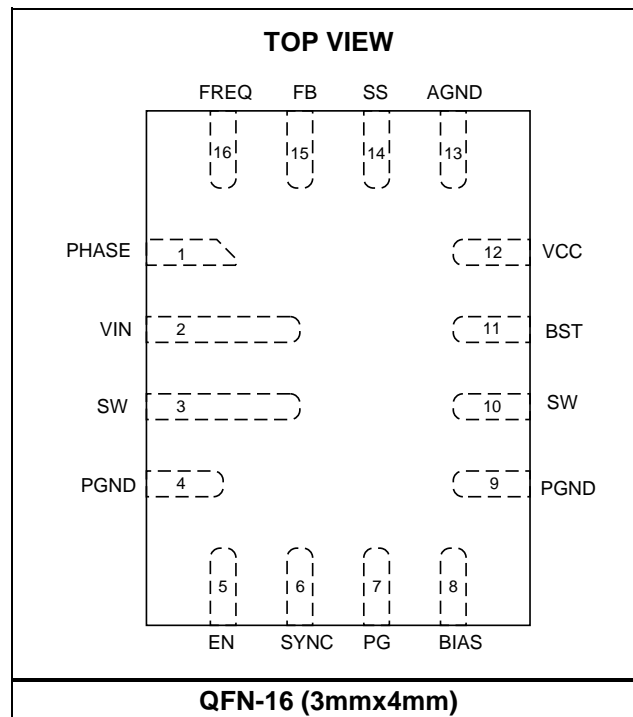 TOP VIEW
FREQ FB SS AGND
16 15 14 13
PHASE 1 12 VCC
VIN 2 11 BST
SW 3 10 SW
PGND 4 9 PGND
5 6 7 8
EN SYNC PG BIAS
QFN-16 (3mmx4mm)